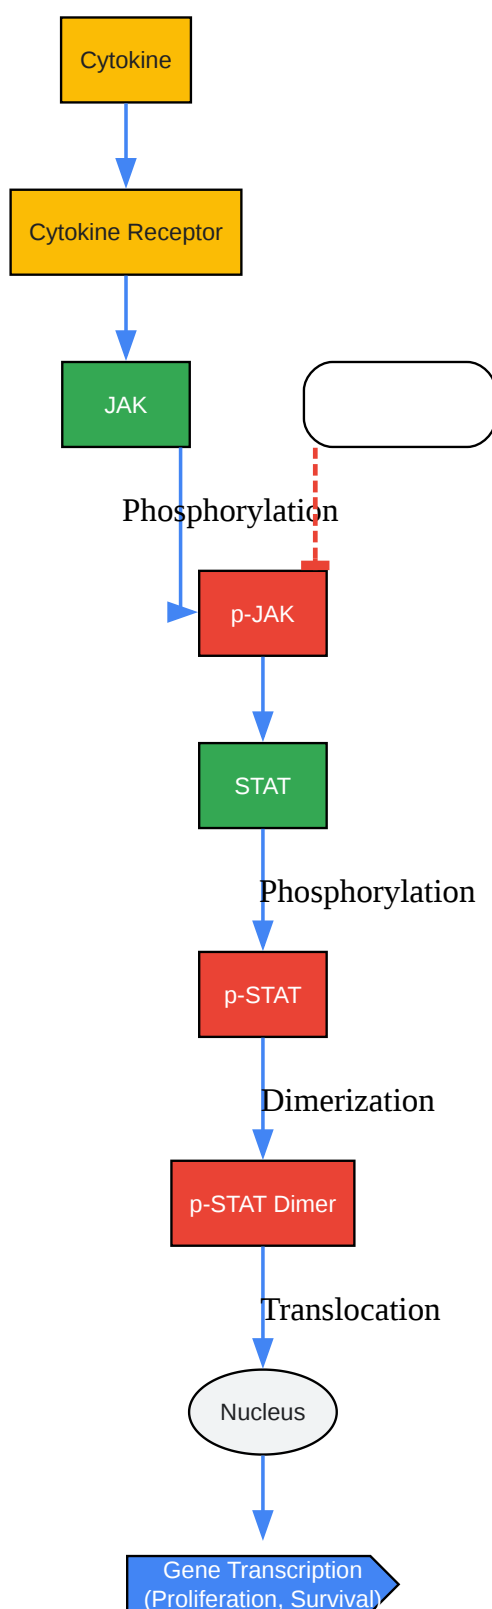 Cytokine
Cytokine Receptor
JAK
Phosphorylation
p-JAK
STAT
Phosphorylation
p-STAT
Dimerization
p-STAT Dimer
Translocation
Nucleus
Gene Transcription
(Proliferation, Survival)